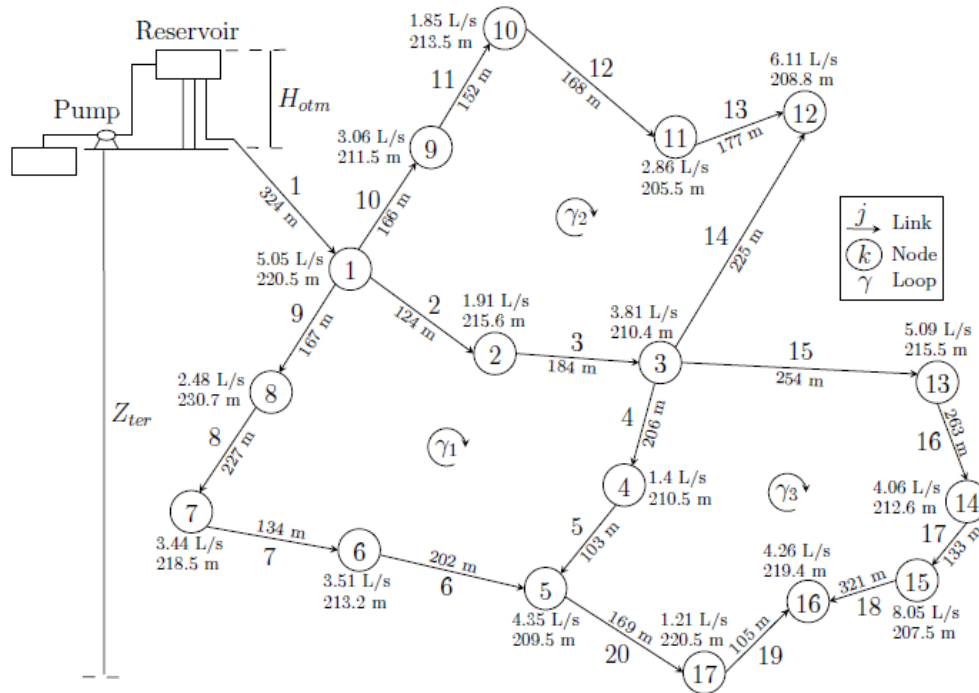 Reservoir
Pump
H_otm
Z_ter
1
324 m
5.05 L/s
220.5 m
1
10
166 m
3.06 L/s
211.5 m
9
11
152 m
1.85 L/s
213.5 m
10
12
168 m
11
2.86 L/s
205.5 m
13
177 m
6.11 L/s
208.8 m
12
14
225 m
γ2
j
Link
k
Node
γ
Loop
2
124 m
1.91 L/s
215.6 m
2
3
184 m
3.81 L/s
210.4 m
3
15
254 m
5.09 L/s
215.5 m
13
9
167 m
2.48 L/s
230.7 m
8
8
227 m
7
3.44 L/s
218.5 m
134 m
7
6
3.51 L/s
213.2 m
202 m
6
γ1
4
206 m
4
1.4 L/s
210.5 m
5
103 m
5
4.35 L/s
209.5 m
γ3
16
263 m
4.06 L/s
212.6 m
14
17
133 m
15
8.05 L/s
207.5 m
321 m
18
4.26 L/s
219.4 m
16
105 m
19
1.21 L/s
220.5 m
17
169 m
20